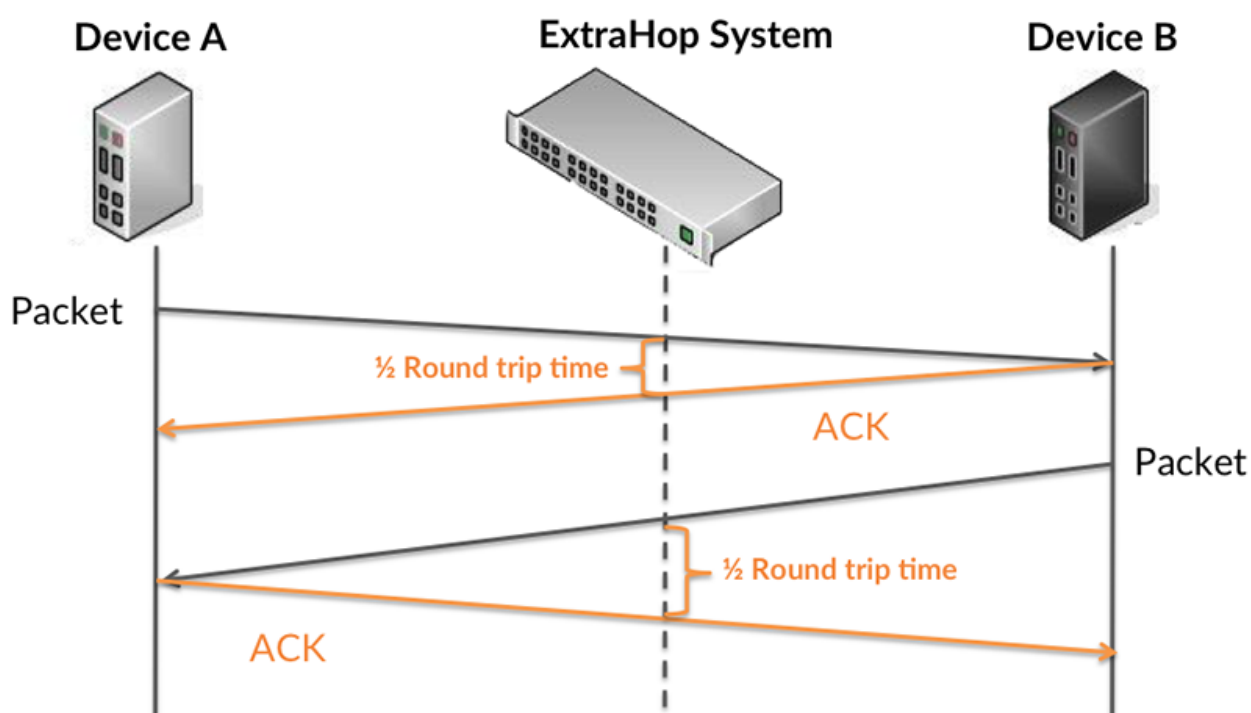 Device A
ExtraHop System
Device B
Packet
½ Round trip time
ACK
Packet
½ Round trip time
ACK